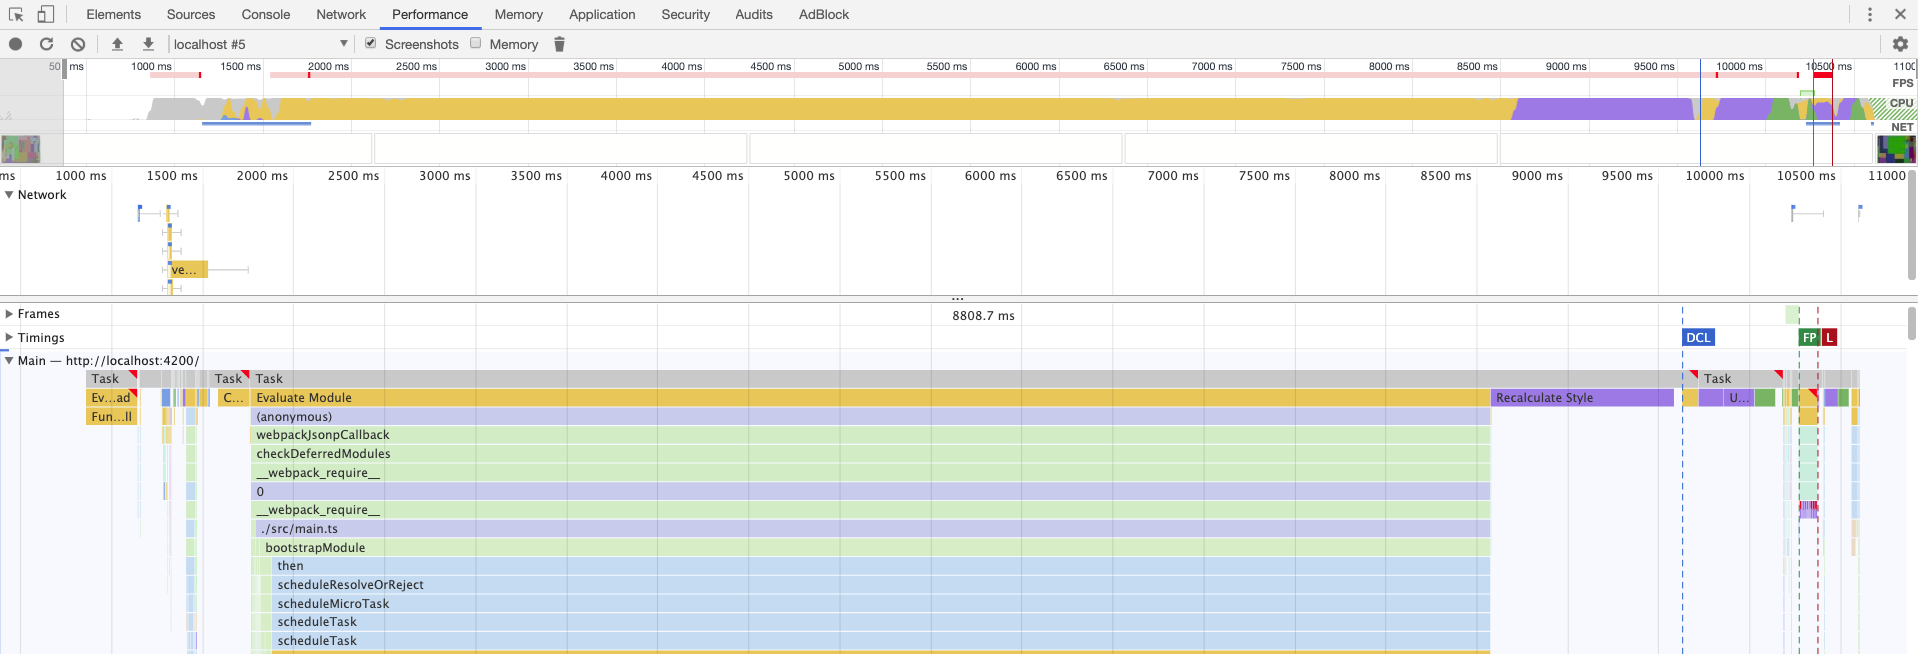 Elements Sources Console Network Performance Memory Application Security Audits AdBlock
localhost #5 Screenshots Memory
50 ms 1000 ms 1500 ms 2000 ms 2500 ms 3000 ms 3500 ms 4000 ms 4500 ms 5000 ms 5500 ms 6000 ms 6500 ms 7000 ms 7500 ms 8000 ms 8500 ms 9000 ms 9500 ms 10000 ms 10500 ms
FPS
CPU
NET
ms 1000 ms 1500 ms 2000 ms 2500 ms 3000 ms 3500 ms 4000 ms 4500 ms 5000 ms 5500 ms 6000 ms 6500 ms 7000 ms 7500 ms 8000 ms 8500 ms 9000 ms 9500 ms 10000 ms 10500 ms 11000
Network
ve...
...
Frames 8808.7 ms
Timings DCL FP L
Main — http://localhost:4200/
Task Task Task Task
Ev...ad C... Evaluate Module Recalculate Style U...
Fun...ll (anonymous)
webpackJsonpCallback
checkDeferredModules
__webpack_require__
0
__webpack_require__
./src/main.ts
bootstrapModule
then
scheduleResolveOrReject
scheduleMicroTask
scheduleTask
scheduleTask